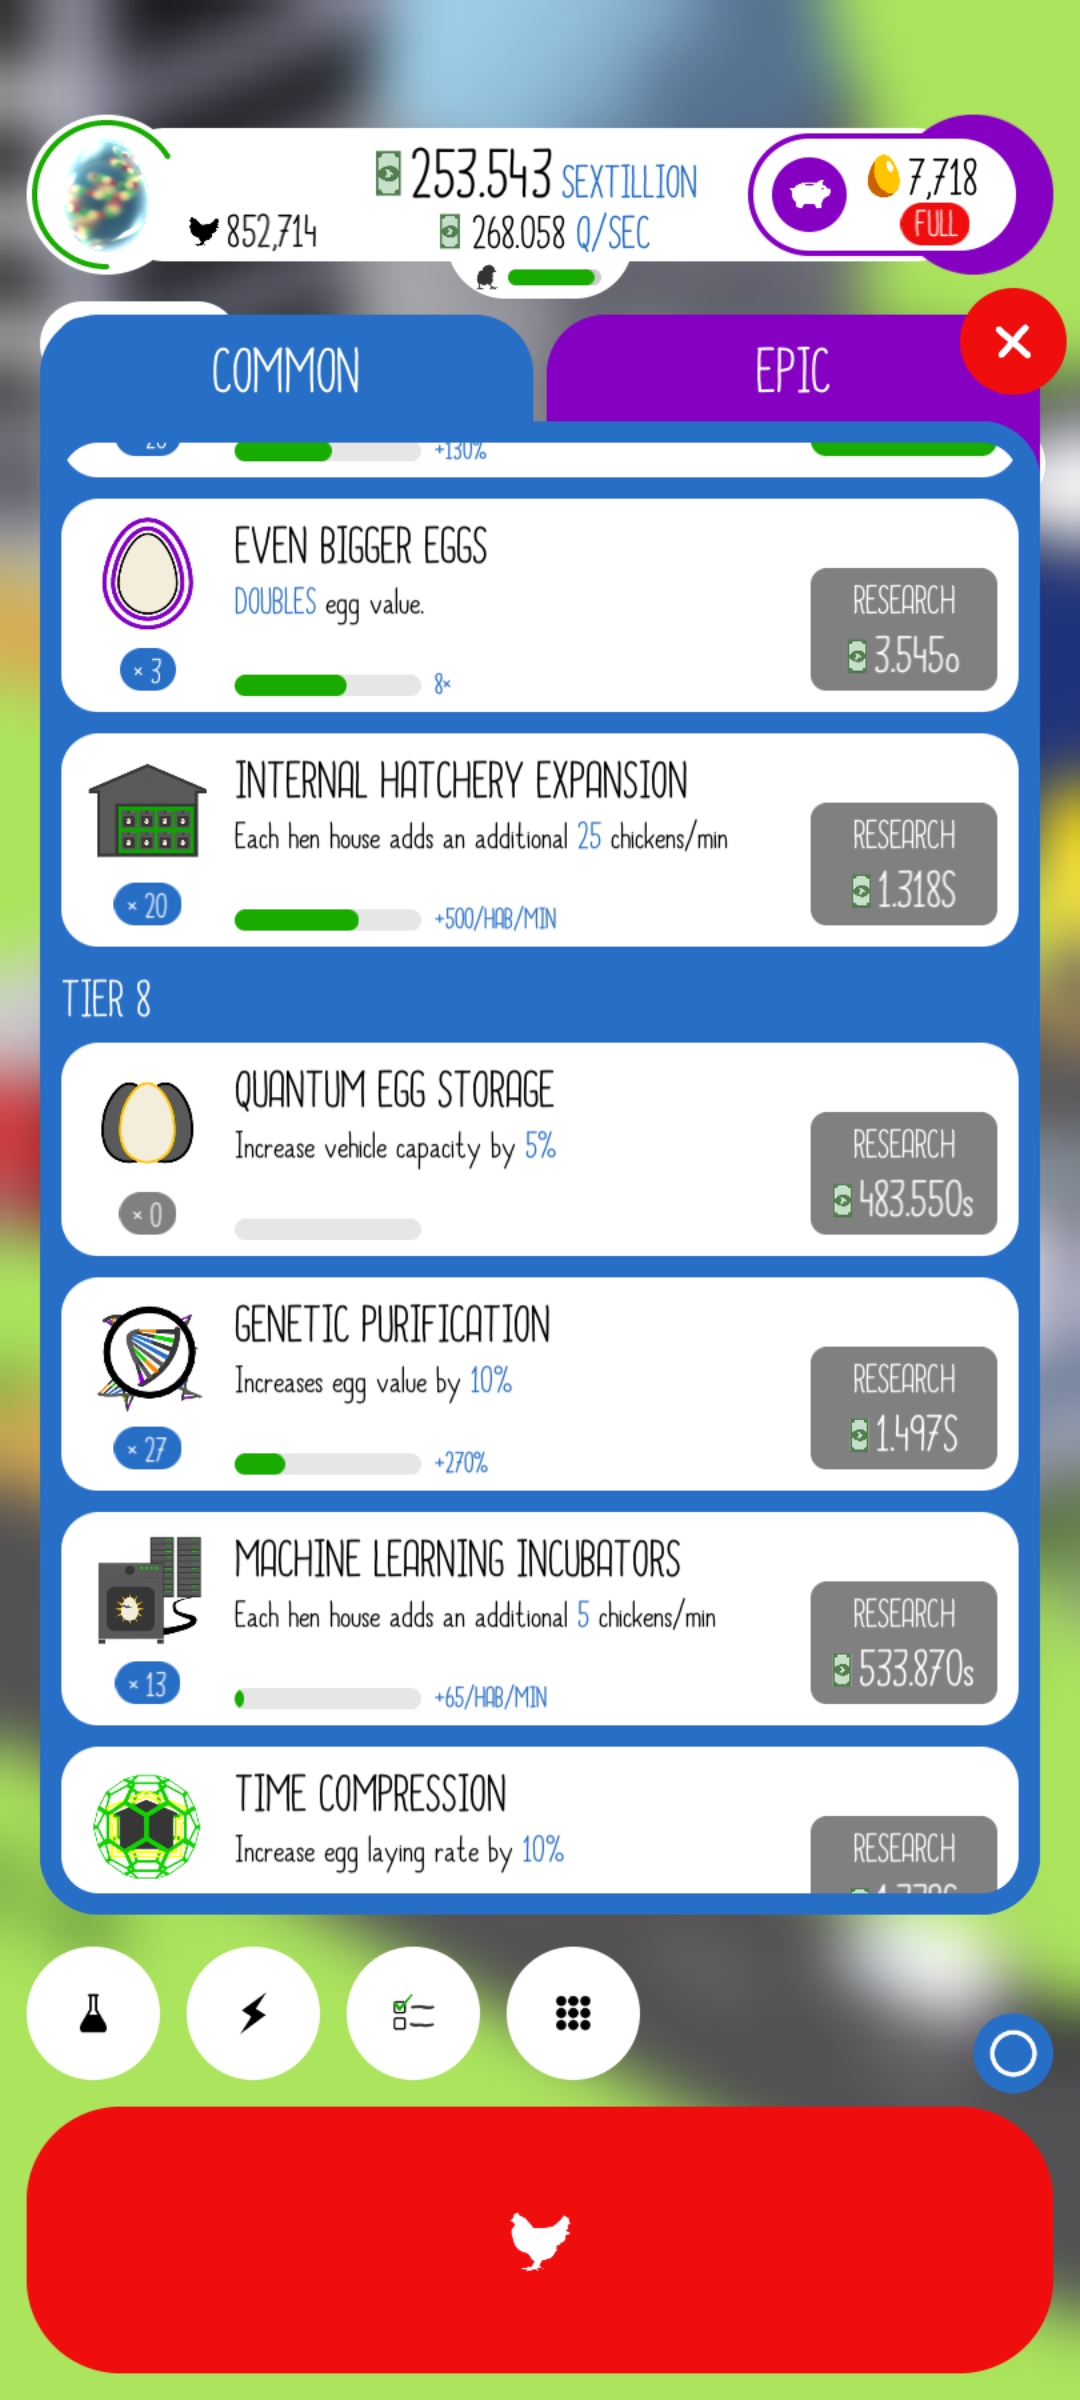 253.543 SEXTILLION
7,718
852,714
268.058 Q/SEC
FULL
COMMON
EPIC
+130%
EVEN BIGGER EGGS
DOUBLES egg value.
RESEARCH
3.545o
× 3
8×
INTERNAL HATCHERY EXPANSION
Each hen house adds an additional 25 chickens/min
RESEARCH
1.318S
× 20
+500/HAB/MIN
TIER 8
QUANTUM EGG STORAGE
Increase vehicle capacity by 5%
RESEARCH
483.550s
× 0
GENETIC PURIFICATION
Increases egg value by 10%
RESEARCH
1.497S
× 27
+270%
MACHINE LEARNING INCUBATORS
Each hen house adds an additional 5 chickens/min
RESEARCH
533.870s
× 13
+65/HAB/MIN
TIME COMPRESSION
Increase egg laying rate by 10%
RESEARCH